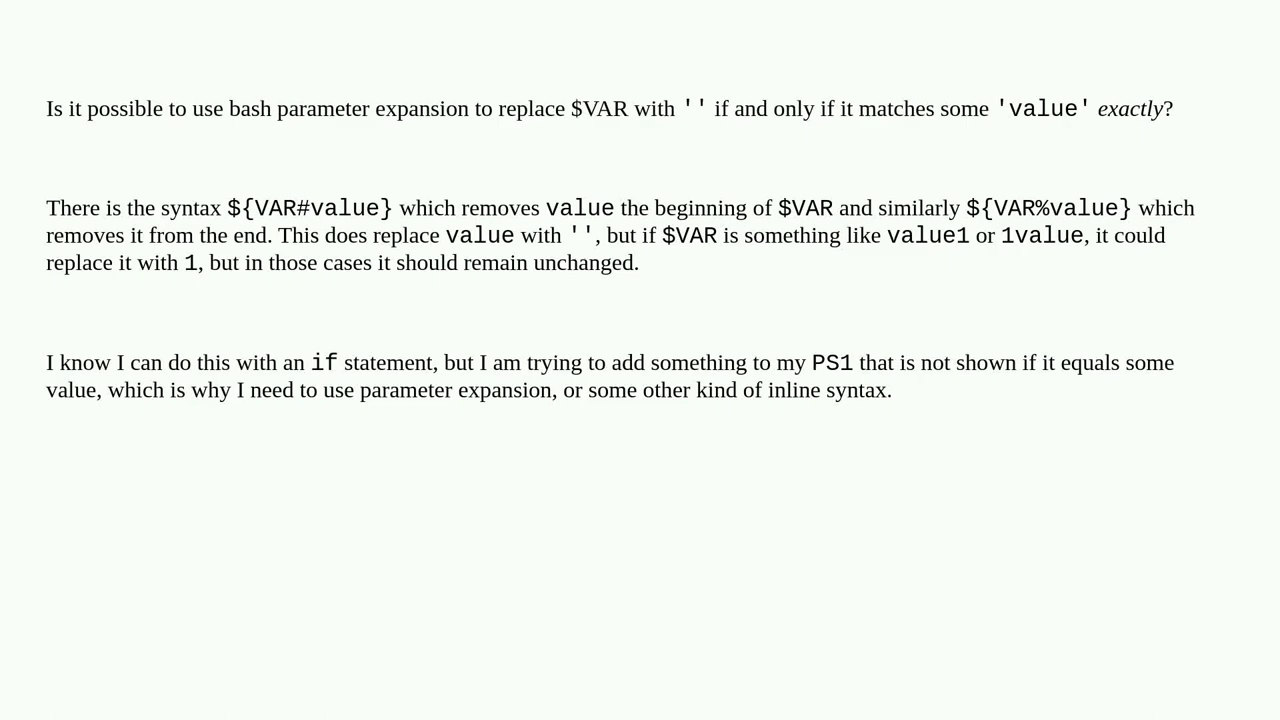 Is it possible to use bash parameter expansion to replace $VAR with '' if and only if it matches some 'value' exactly?
There is the syntax ${VAR#value} which removes value the beginning of $VAR and similarly ${VAR%value} which
removes it from the end. This does replace value with '', but if $VAR is something like value1 or 1value, it could
replace it with 1, but in those cases it should remain unchanged.
I know I can do this with an if statement, but I am trying to add something to my PS1 that is not shown if it equals some
value, which is why I need to use parameter expansion, or some other kind of inline syntax.